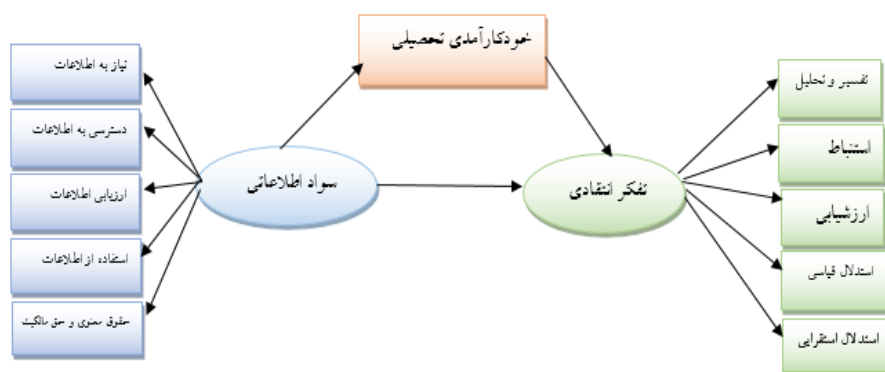 خودکارآمدی تحصیلی
نیاز به اطلاعات
دسترسی به اطلاعات
ارزیابی اطلاعات
استفاده از اطلاعات
حقوق معنوی و حق مالکیت
سواد اطلاعاتی
تفکر انتقادی
تفسیر و تحلیل
استنباط
ارزشیابی
استدلال قیاسی
استدلال استقرایی